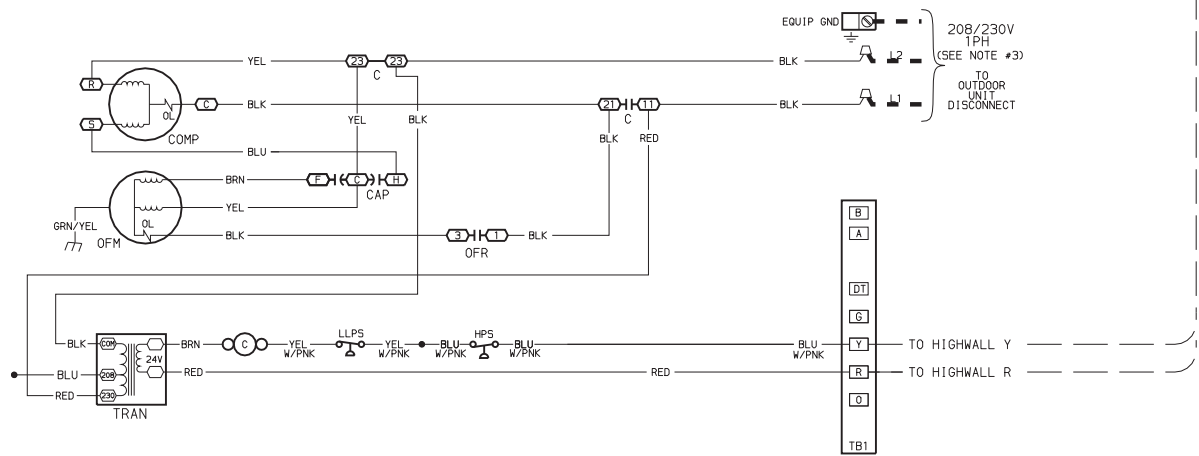 EQUIP GND
208/230V
1PH
(SEE NOTE #3)
TO
OUTDOOR
UNIT
DISCONNECT
YEL
23
23
C
BLK
L2
R
C
BLK
21
11
C
BLK
L1
OL
S
COMP
YEL
BLK
BLK
RED
BLU
BRN
F
C
H
CAP
YEL
GRN/YEL
OL
OFM
BLK
3
1
BLK
OFR
B
A
DT
G
BLK
COM
BRN
C
YEL
W/PNK
LLPS
YEL
W/PNK
BLU
W/PNK
HPS
BLU
W/PNK
BLU
W/PNK
Y
TO HIGHWALL Y
24V
BLU
208
RED
RED
R
TO HIGHWALL R
RED
230
TRAN
O
TB1